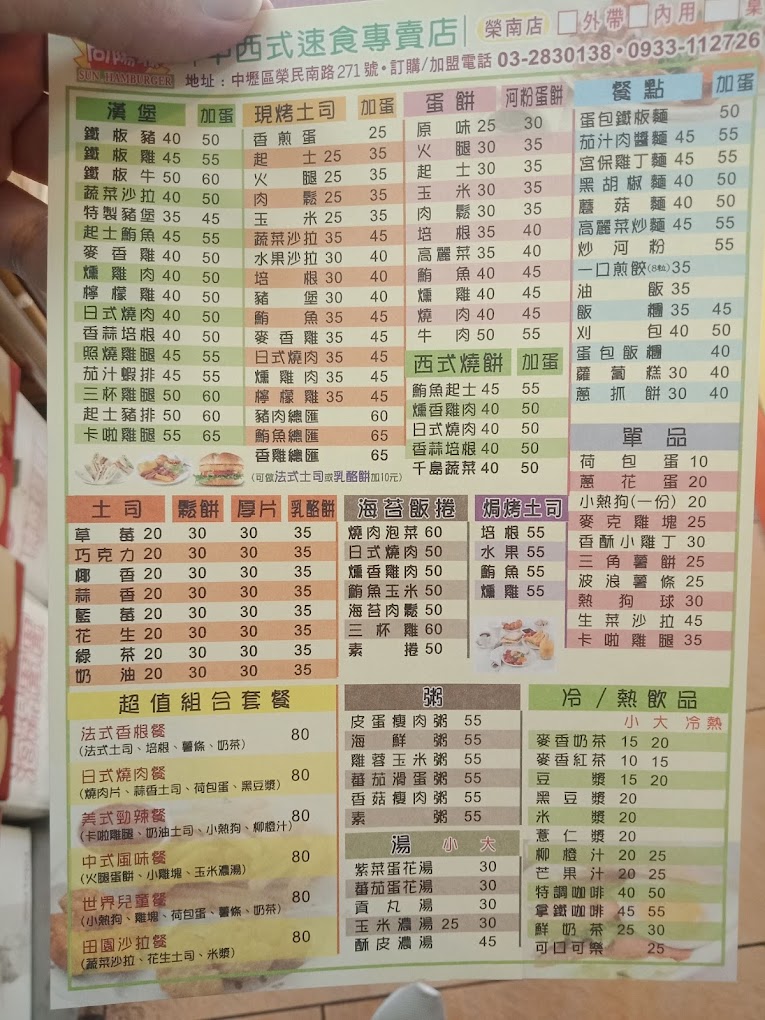 SUN. HAMBURGER
中西式速食專賣店 榮南店 □外帶□內用□
地址：中壢區榮民南路271號•訂購/加盟電話 03-2830138•0933-112726
漢堡 加蛋
鐵板豬 40 50
鐵板雞 45 55
鐵板牛 50 60
蔬菜沙拉 40 50
特製豬堡 35 45
起士鮪魚 45 55
麥香雞 40 50
燻雞肉 40 50
檸檬雞 40 50
日式燒肉 40 50
香蒜培根 40 50
照燒雞腿 45 55
茄汁蝦排 45 55
三杯雞腿 50 60
起士豬排 50 60
卡啦雞腿 55 65
現烤土司 加蛋
香煎蛋 25
起士 25 35
火腿 25 35
肉鬆 25 35
玉米 25 35
蔬菜沙拉 35 45
水果沙拉 30 40
培根 30 40
豬堡 30 40
鮪魚 35 45
麥香雞 35 45
日式燒肉 35 45
燻雞肉 35 45
檸檬雞 35 45
豬肉總匯 60
鮪魚總匯 65
香雞總匯 65
(可做法式土司或乳酪餅加10元)
蛋餅 河粉蛋餅
原味 25 30
火腿 30 35
起士 30 35
玉米 30 35
肉鬆 30 35
培根 35 40
高麗菜 35 40
鮪魚 40 45
燻雞 40 45
燒肉 40 45
牛肉 50 55
西式燒餅 加蛋
鮪魚起士 45 55
燻香雞肉 40 50
日式燒肉 40 50
香蒜培根 40 50
千島蔬菜 40 50
餐點 加蛋
蛋包鐵板麵 50
茄汁肉醬麵 45 55
宮保雞丁麵 45 55
黑胡椒麵 40 50
蘑菇麵 40 50
高麗菜炒麵 45 55
炒河粉 55
一口煎餃(8粒) 35
油飯 35
飯糰 35 45
刈包 40 50
蛋包飯糰 40
蘿蔔糕 30 40
蔥抓餅 30 40
單品
荷包蛋 10
蔥花蛋 20
小熱狗(一份) 20
麥克雞塊 25
香酥小雞丁 30
三角薯餅 25
波浪薯條 25
熱狗球 30
生菜沙拉 45
卡啦雞腿 35
土司 鬆餅 厚片 乳酪餅
草莓 20 30 30 35
巧克力 20 30 30 35
椰香 20 30 30 35
蒜香 20 30 30 35
藍莓 20 30 30 35
花生 20 30 30 35
綠茶 20 30 30 35
奶油 20 30 30 35
海苔飯捲
燒肉泡菜 60
日式燒肉 50
燻香雞肉 50
鮪魚玉米 50
海苔肉鬆 50
三杯雞 60
素捲 50
焗烤土司
培根 55
水果 55
鮪魚 55
燻雞 55
超值組合套餐
法式香根餐 80
(法式土司、培根、薯條、奶茶)
日式燒肉餐 80
(燒肉片、蒜香土司、荷包蛋、黑豆漿)
美式勁辣餐 80
(卡啦雞腿、奶油土司、小熱狗、柳橙汁)
中式風味餐 80
(火腿蛋餅、小雞塊、玉米濃湯)
世界兒童餐 80
(小熱狗、雞塊、荷包蛋、薯條、奶茶)
田園沙拉餐 80
(蔬菜沙拉、花生土司、米漿)
粥
皮蛋瘦肉粥 55
海鮮粥 55
雞蓉玉米粥 55
蕃茄滑蛋粥 55
香菇瘦肉粥 55
素粥 55
湯 小 大
紫菜蛋花湯 30
蕃茄蛋花湯 30
貢丸湯 30
玉米濃湯 25 30
酥皮濃湯 45
冷/熱飲品
小 大 冷熱
麥香奶茶 15 20
麥香紅茶 10 15
豆漿 15 20
黑豆漿 20
米漿 20
薏仁漿 20
柳橙汁 20 25
芒果汁 20 25
特調咖啡 40 50
拿鐵咖啡 45 55
鮮奶茶 25 30
可口可樂 25